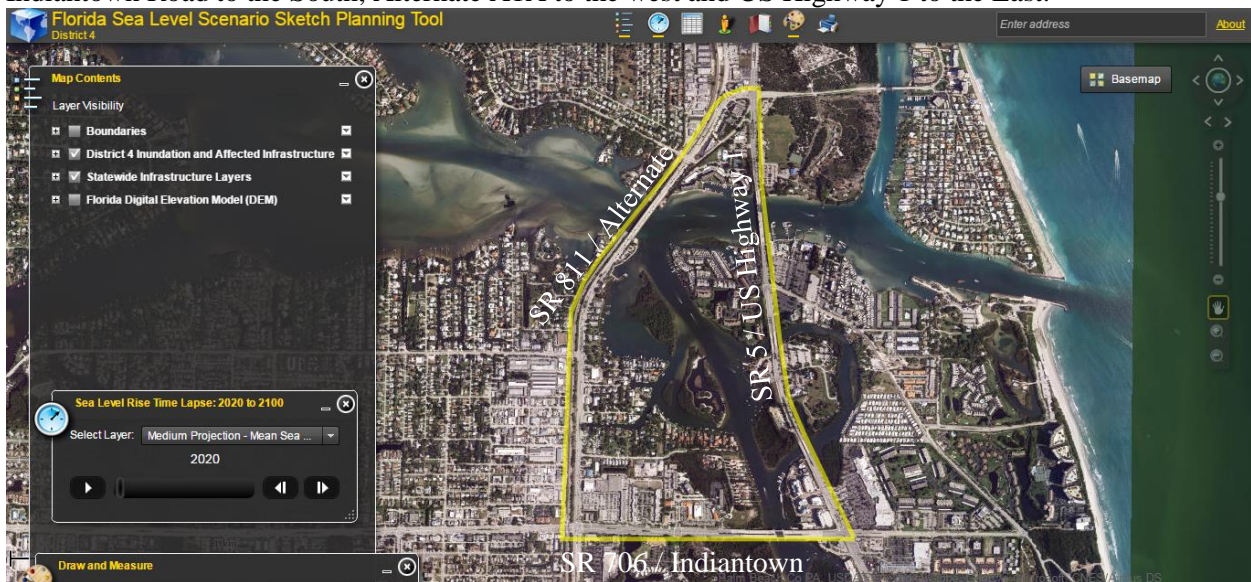 Indiantown Road to the South, Alternate A1A to the west and US Highway 1 to the East.
Florida Sea Level Scenario Sketch Planning Tool
District 4
Enter address
About
Map Contents
Basemap
Layer Visibility
Boundaries
District 4 Inundation and Affected Infrastructure
Statewide Infrastructure Layers
Florida Digital Elevation Model (DEM)
SR 811 / Alternate
SR 5 / US Highway 1
Sea Level Rise Time Lapse: 2020 to 2100
Select Layer: Medium Projection - Mean Sea ...
2020
SR 706 / Indiantown
Draw and Measure